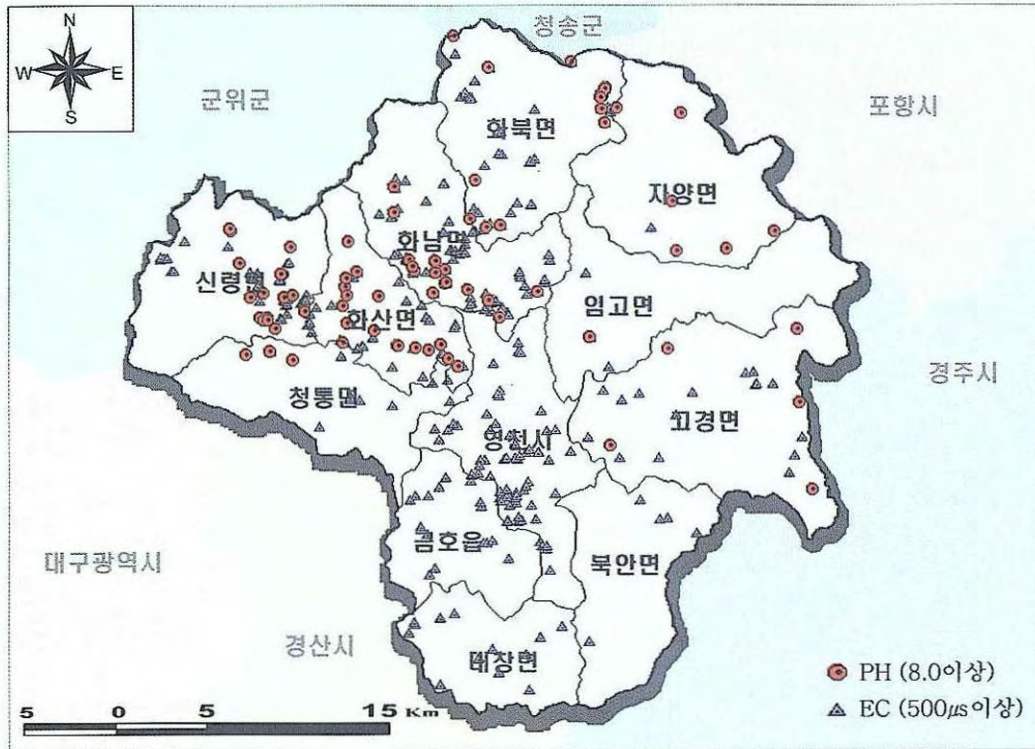 N
청송군
W E
S
군위군
포항시
화북면
자양면
화남면
신령면
임고면
화산면
경주시
청통면
고경면
영천시
금호읍
북안면
대구광역시
경산시
대창면
PH (8.0이상)
EC (500㎲이상)
5 0 5 15 Km